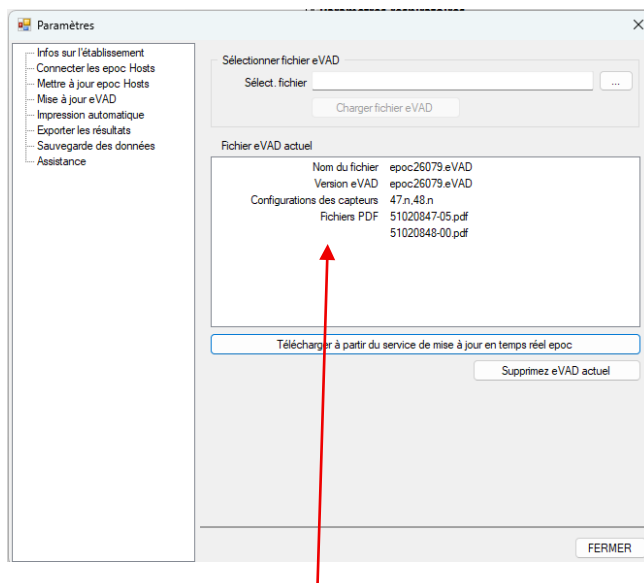 Paramètres
Infos sur l'établissement
Connecter les epoc Hosts
Mettre à jour epoc Hosts
Mise à jour eVAD
Impression automatique
Exporter les résultats
Sauvegarde des données
Assistance
Sélectionner fichier eVAD
Sélect. fichier
...
Charger fichier eVAD
Fichier eVAD actuel
Nom du fichier epoc26079.eVAD
Version eVAD epoc26079.eVAD
Configurations des capteurs 47.n,48.n
Fichiers PDF 51020847-05.pdf
51020848-00.pdf
Télécharger à partir du service de mise à jour en temps réel epoc
Supprimez eVAD actuel
FERMER